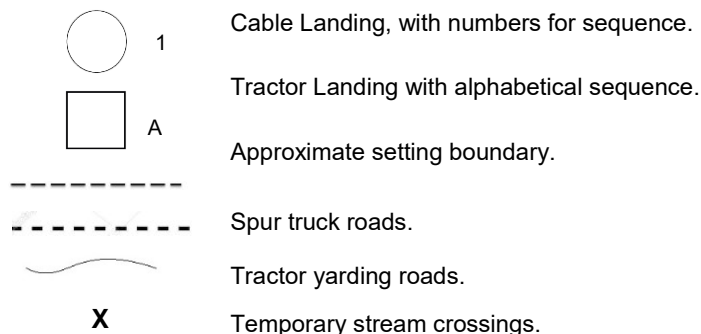 1 Cable Landing, with numbers for sequence.
Tractor Landing with alphabetical sequence.
A
Approximate setting boundary.
Spur truck roads.
Tractor yarding roads.
X Temporary stream crossings.